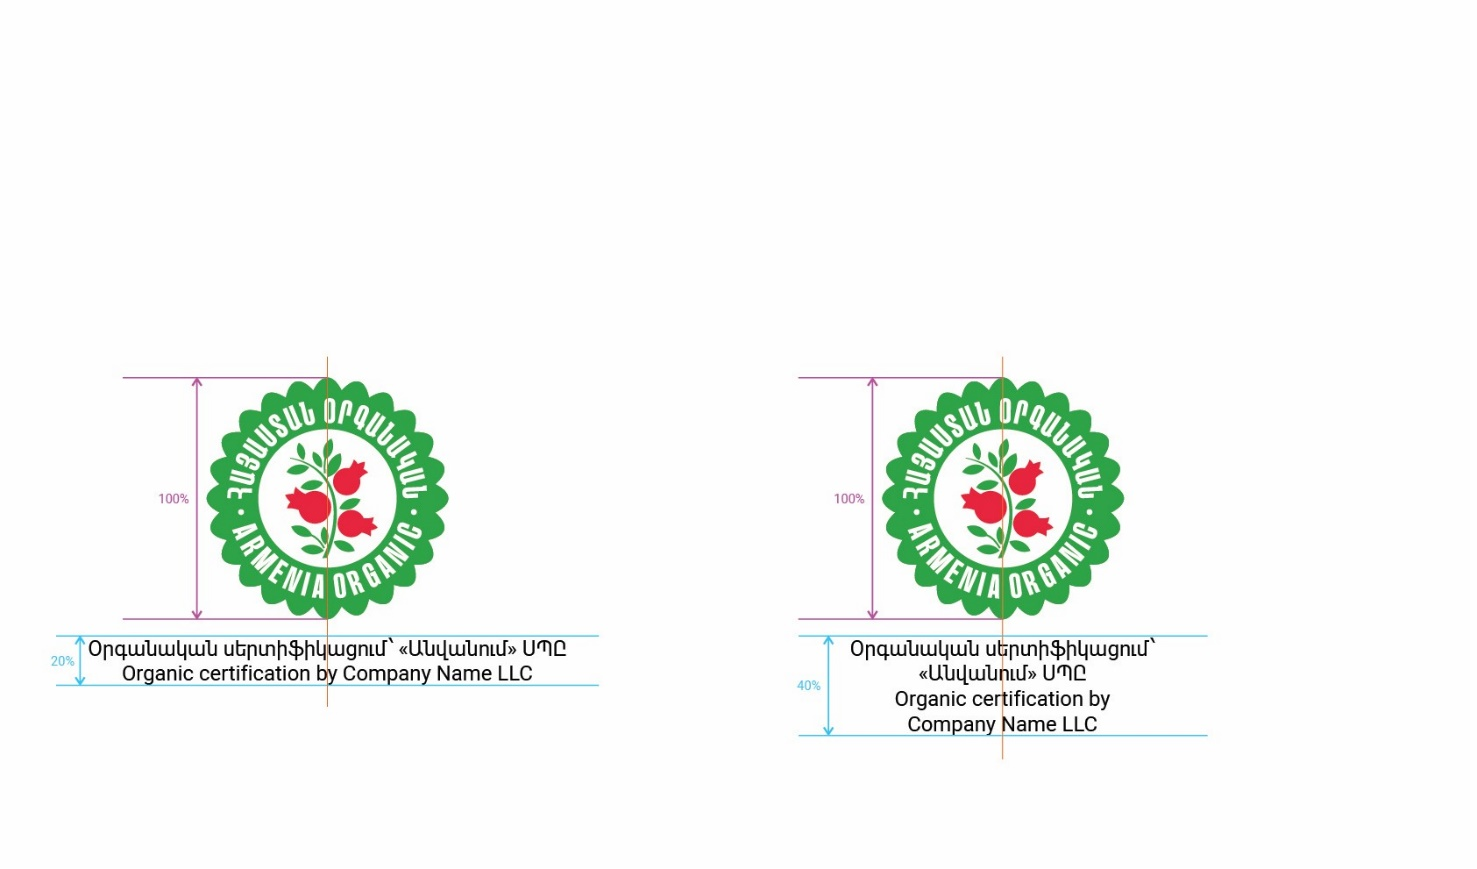 ՀԱՅԱՍՏԱՆ ՕՐԳԱՆԱԿԱՆ
ARMENIA ORGANIC
100%
20%
Օրգանական սերտիֆիկացում՝ «Անվանում» ՍՊԸ
Organic certification by Company Name LLC
ՀԱՅԱՍՏԱՆ ՕՐԳԱՆԱԿԱՆ
ARMENIA ORGANIC
100%
40%
Օրգանական սերտիֆիկացում՝
«Անվանում» ՍՊԸ
Organic certification by
Company Name LLC